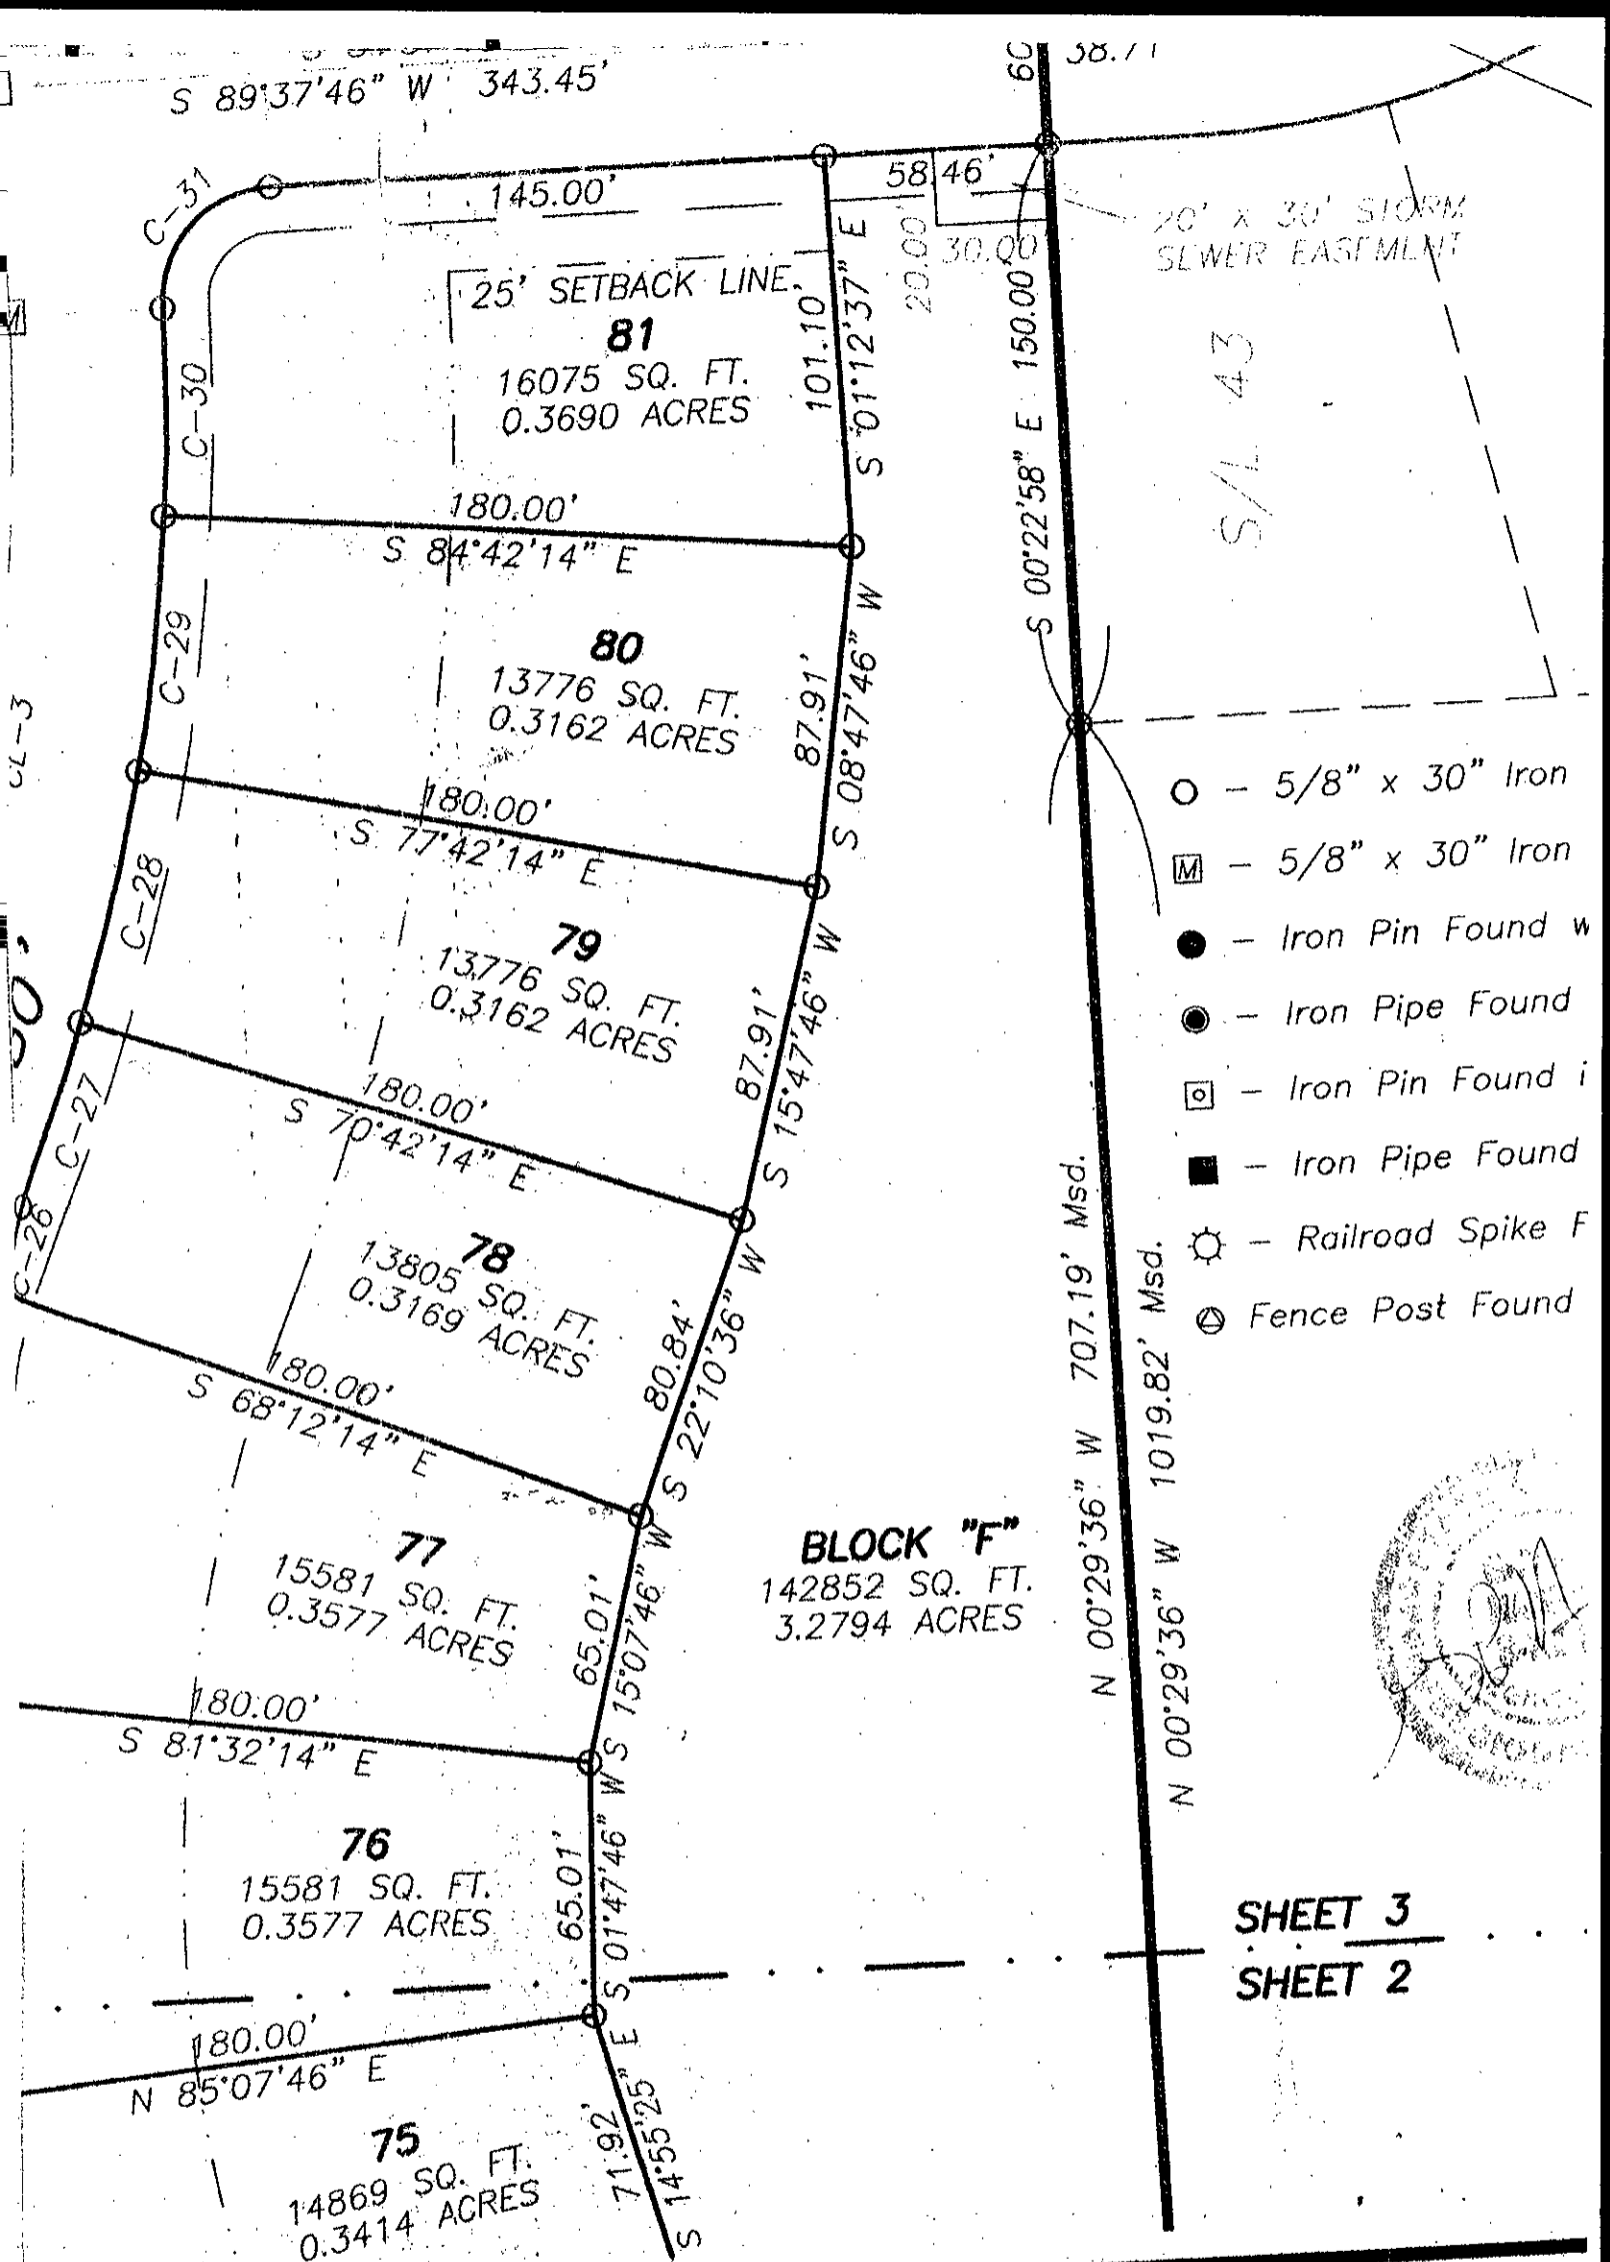 S 89°37'46" W 343.45'
60
38.71
C-31
145.00'
58.46'
20' x 30' STORM
SEWER EASEMENT
20.00'
30.00'
25' SETBACK LINE
81
16075 SQ. FT.
0.3690 ACRES
101.10'
S 01°12'37" E
S 00°22'58" E 150.00'
S/L 43
C-30
180.00'
S 84°42'14" E
C-29
80
13776 SQ. FT.
0.3162 ACRES
87.91'
S 08°47'46" W
CL-3
180.00'
S 77°42'14" E
C-28
79
13776 SQ. FT.
0.3162 ACRES
87.91'
S 15°47'46" W
180.00'
S 70°42'14" E
C-27
C-26
78
13805 SQ. FT.
0.3169 ACRES
80.84'
S 22°10'36" W
180.00'
S 68°12'14" E
77
15581 SQ. FT.
0.3577 ACRES
65.01'
S 15°07'46" W
BLOCK "F"
142852 SQ. FT.
3.2794 ACRES
N 00°29'36" W 707.19' Msd.
N 00°29'36" W 1019.82' Msd.
- 5/8" x 30" Iron
M - 5/8" x 30" Iron
- Iron Pin Found w
- Iron Pipe Found
- Iron Pin Found i
- Iron Pipe Found
- Railroad Spike F
Fence Post Found
180.00'
S 81°32'14" E
76
15581 SQ. FT.
0.3577 ACRES
65.01'
S 01°47'46" W
SHEET 3
SHEET 2
180.00'
N 85°07'46" E
75
14869 SQ. FT.
0.3414 ACRES
71.92'
S 14°55'25" E